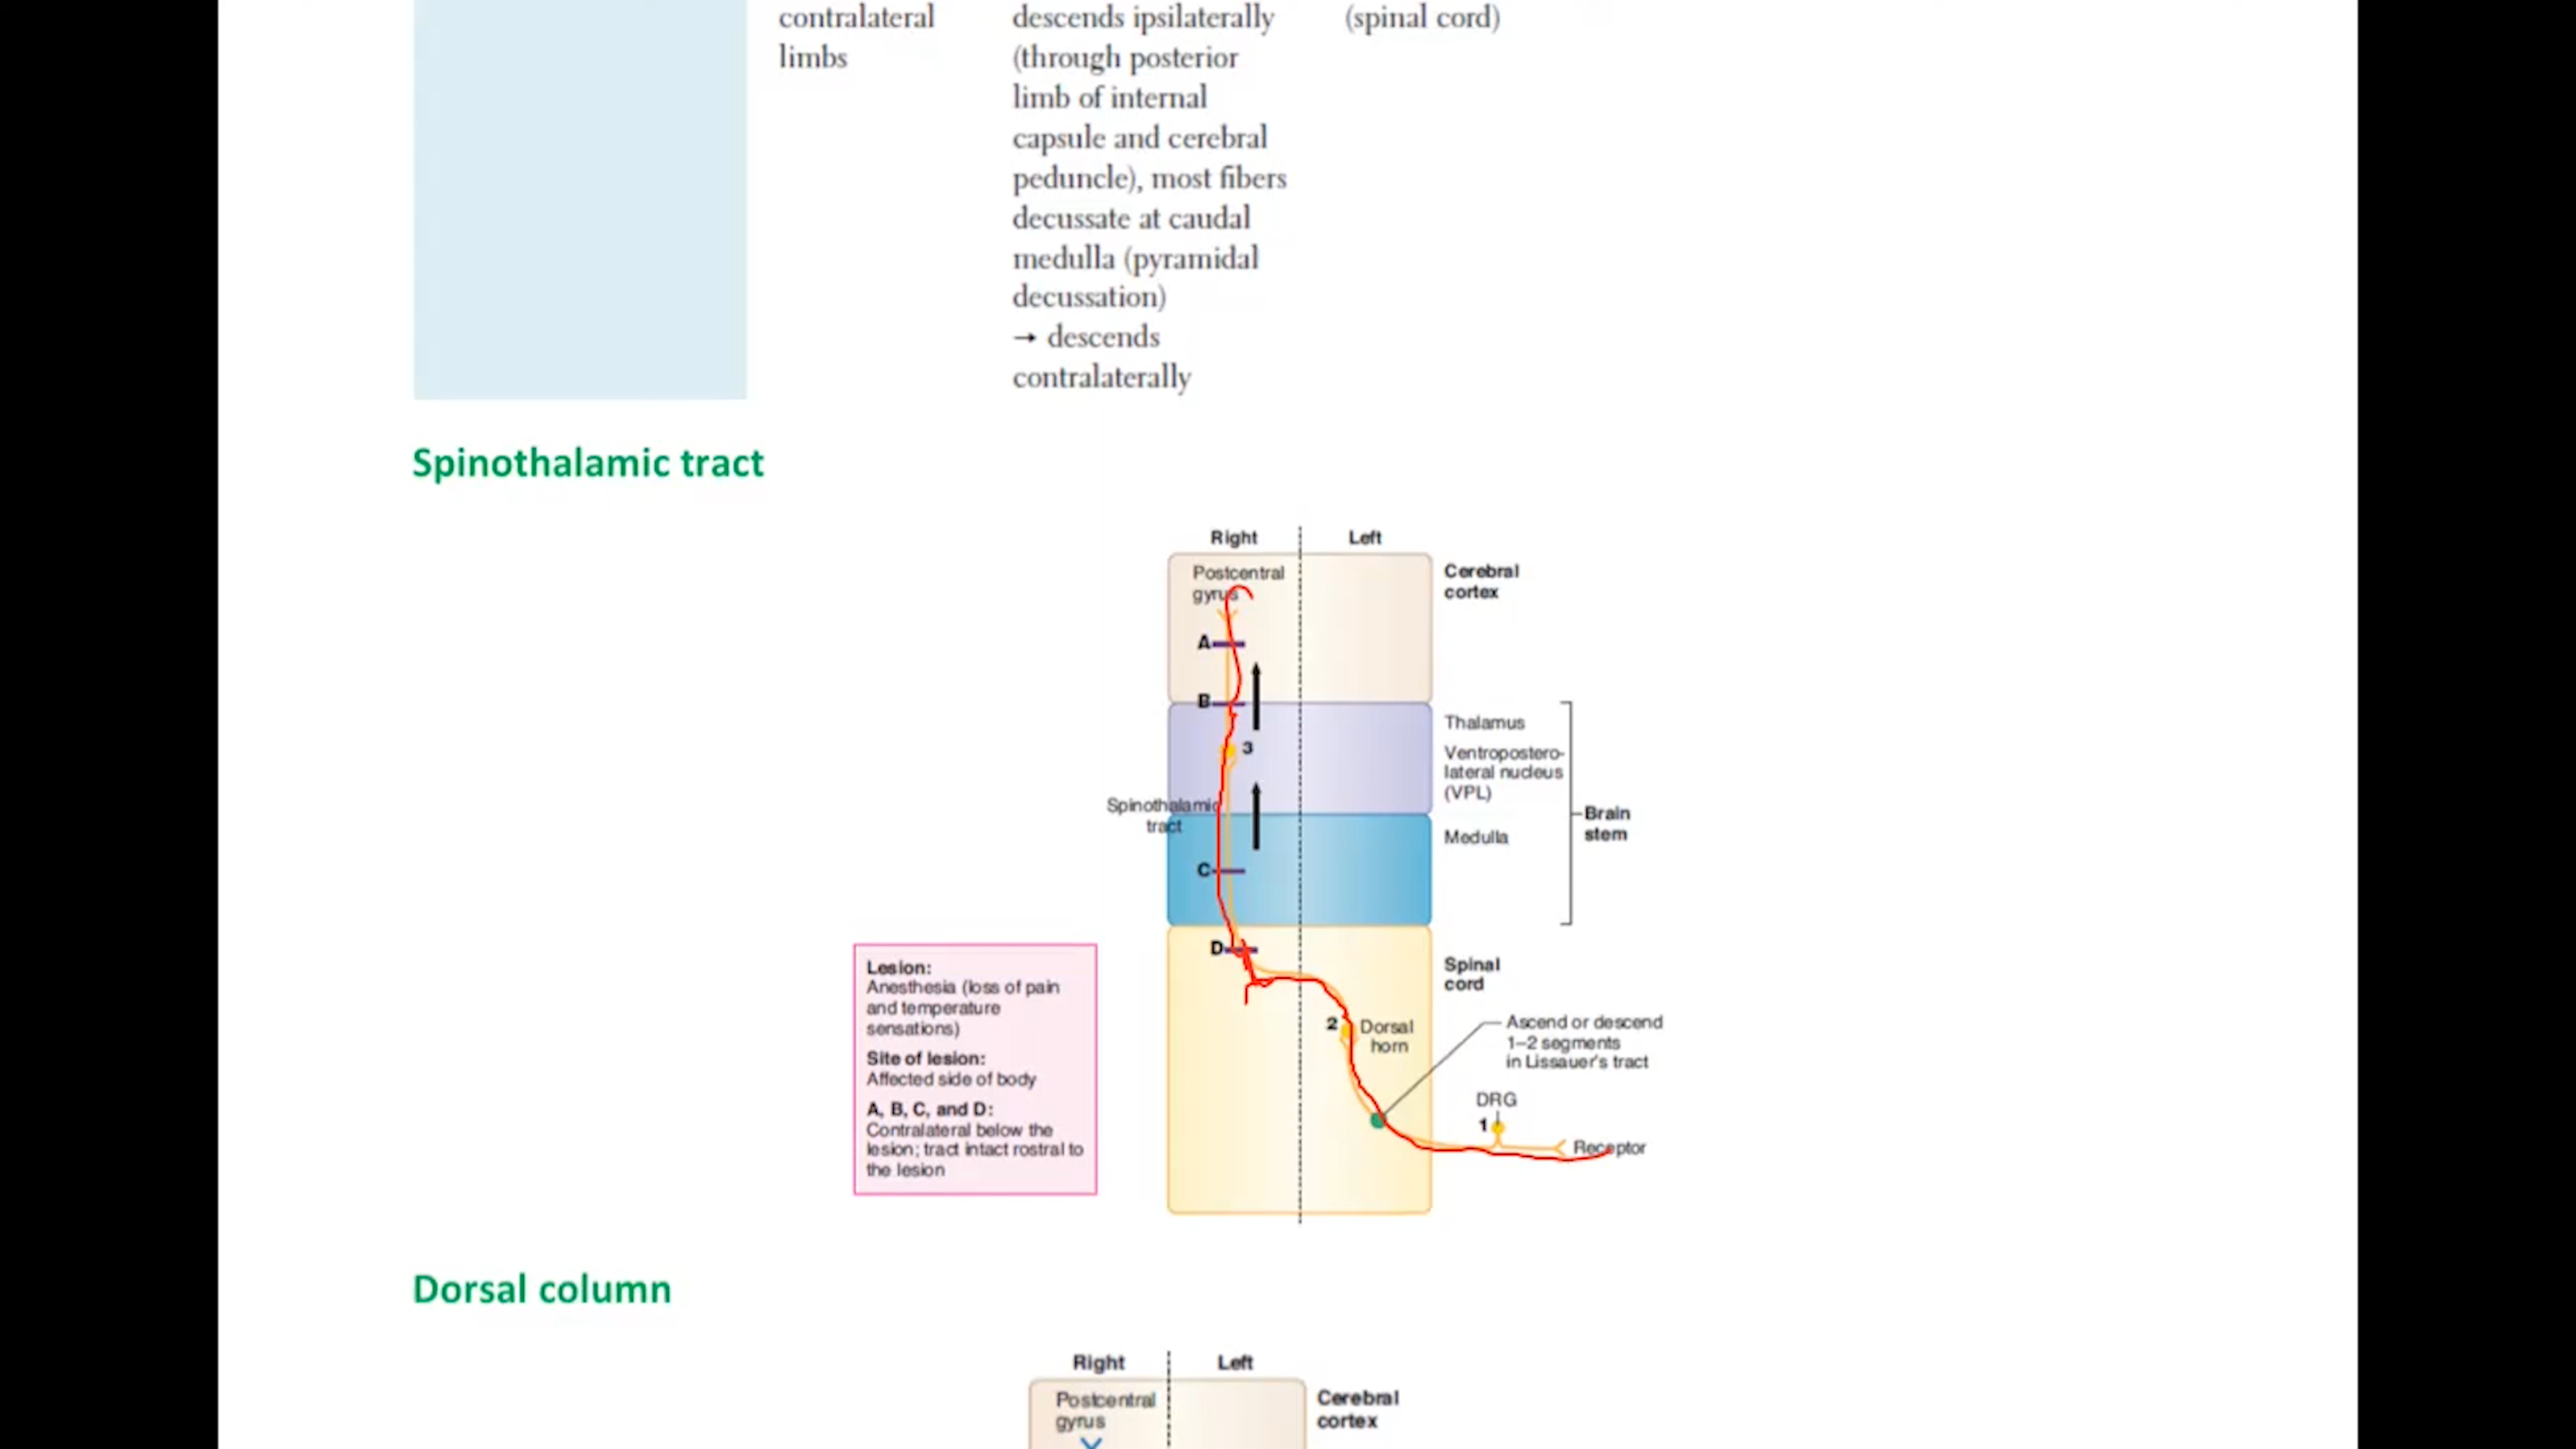 contralateral
limbs
descends ipsilaterally
(through posterior
limb of internal
capsule and cerebral
peduncle), most fibers
decussate at caudal
medulla (pyramidal
decussation)
→ descends
contralaterally
(spinal cord)
Spinothalamic tract
Right
Left
Postcentral
gyrus
Cerebral
cortex
A
B
Thalamus
3
Ventropostero-
lateral nucleus
(VPL)
Spinothalamic
tract
Brain
stem
Medulla
C
D
Lesion:
Anesthesia (loss of pain
and temperature
sensations)
Site of lesion:
Affected side of body
A, B, C, and D:
Contralateral below the
lesion; tract intact rostral to
the lesion
Spinal
cord
2
Dorsal
horn
Ascend or descend
1–2 segments
in Lissauer's tract
DRG
1
Receptor
Dorsal column
Right
Left
Postcentral
gyrus
Cerebral
cortex